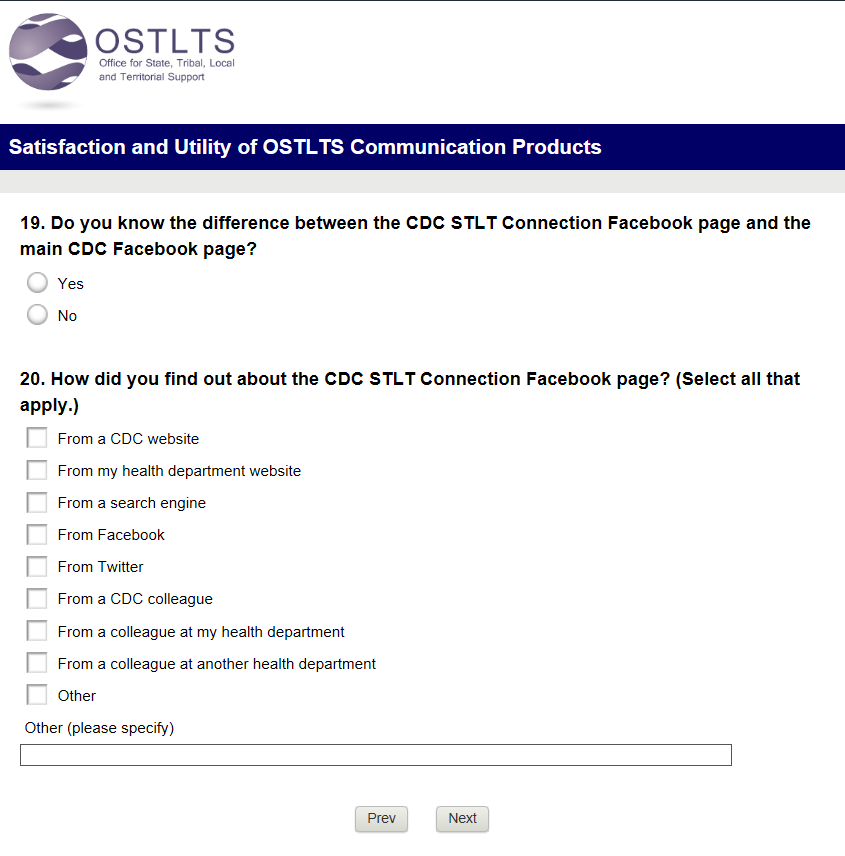 OSTLTS
Office for State, Tribal, Local
and Territorial Support
Satisfaction and Utility of OSTLTS Communication Products
19. Do you know the difference between the CDC STLT Connection Facebook page and the
main CDC Facebook page?
Yes
No
20. How did you find out about the CDC STLT Connection Facebook page? (Select all that
apply.)
From a CDC website
From my health department website
From a search engine
From Facebook
From Twitter
From a CDC colleague
From a colleague at my health department
From a colleague at another health department
Other
Other (please specify)
Prev Next